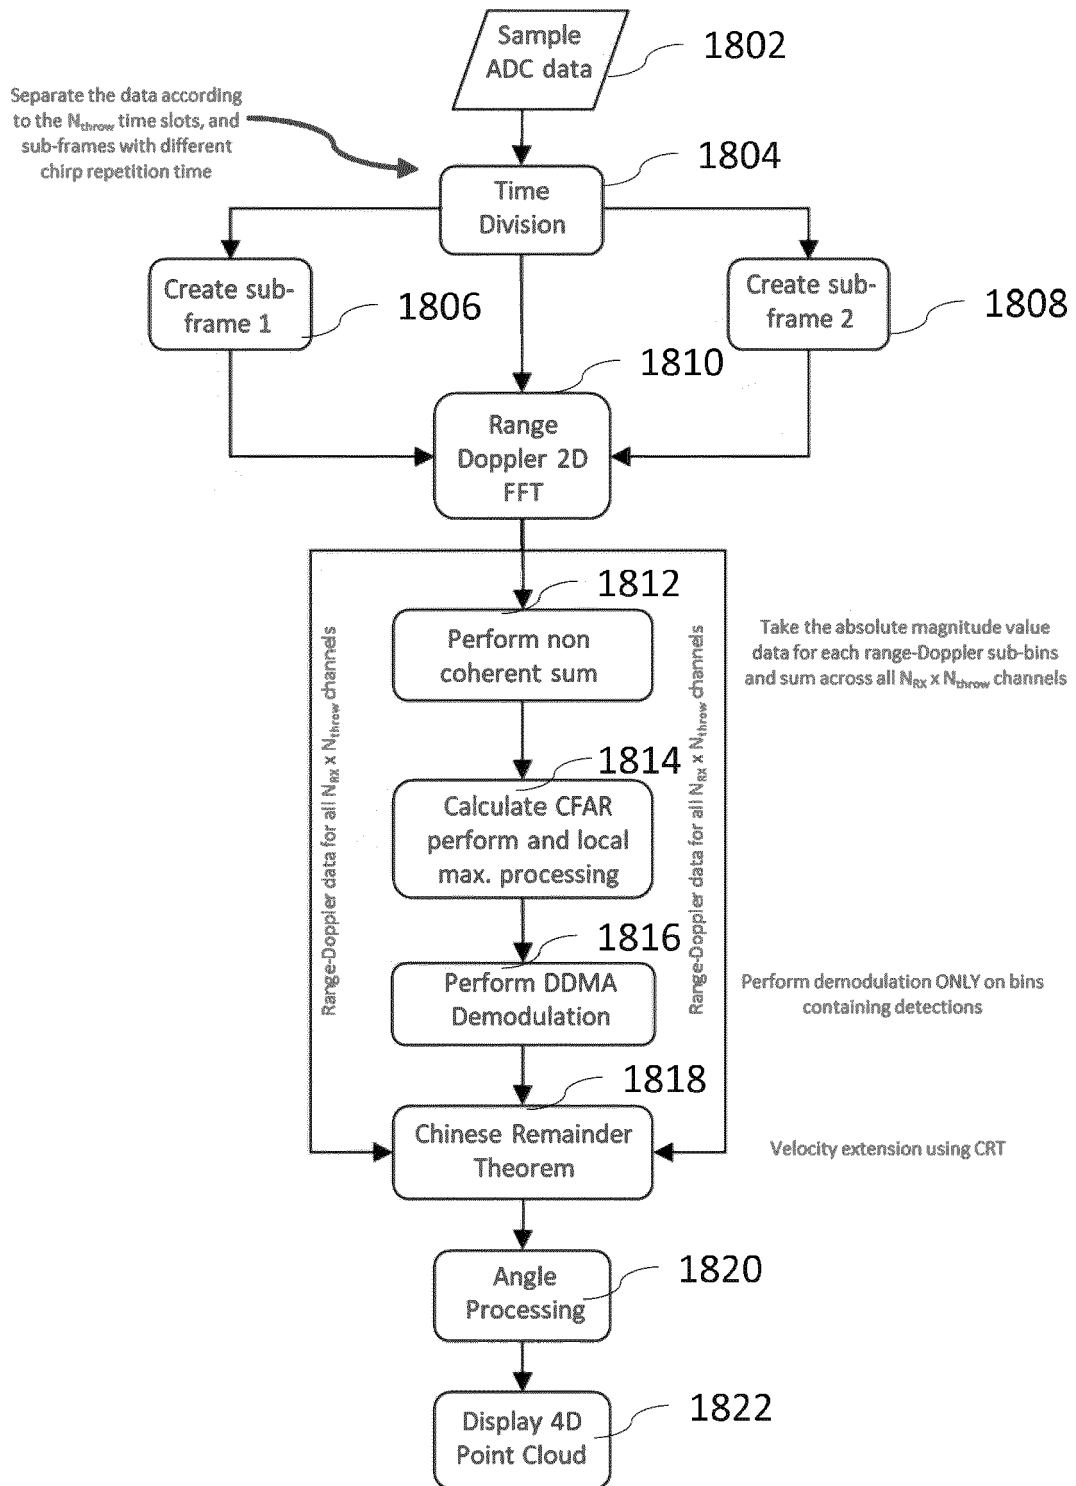 Sample
ADC data
1802
Separate the data according
to the Nthrow time slots, and
sub-frames with different
chirp repetition time
1804
Time
Division
Create sub-
frame 1
1806
Create sub-
frame 2
1808
1810
Range
Doppler 2D
FFT
1812
Perform non
coherent sum
Take the absolute magnitude value
data for each range-Doppler sub-bins
and sum across all NRX x Nthrow channels
Range-Doppler data for all NRX x Nthrow channels
Range-Doppler data for all NRX x Nthrow channels
1814
Calculate CFAR
perform and local
max. processing
1816
Perform DDMA
Demodulation
Perform demodulation ONLY on bins
containing detections
1818
Chinese Remainder
Theorem
Velocity extension using CRT
1820
Angle
Processing
1822
Display 4D
Point Cloud